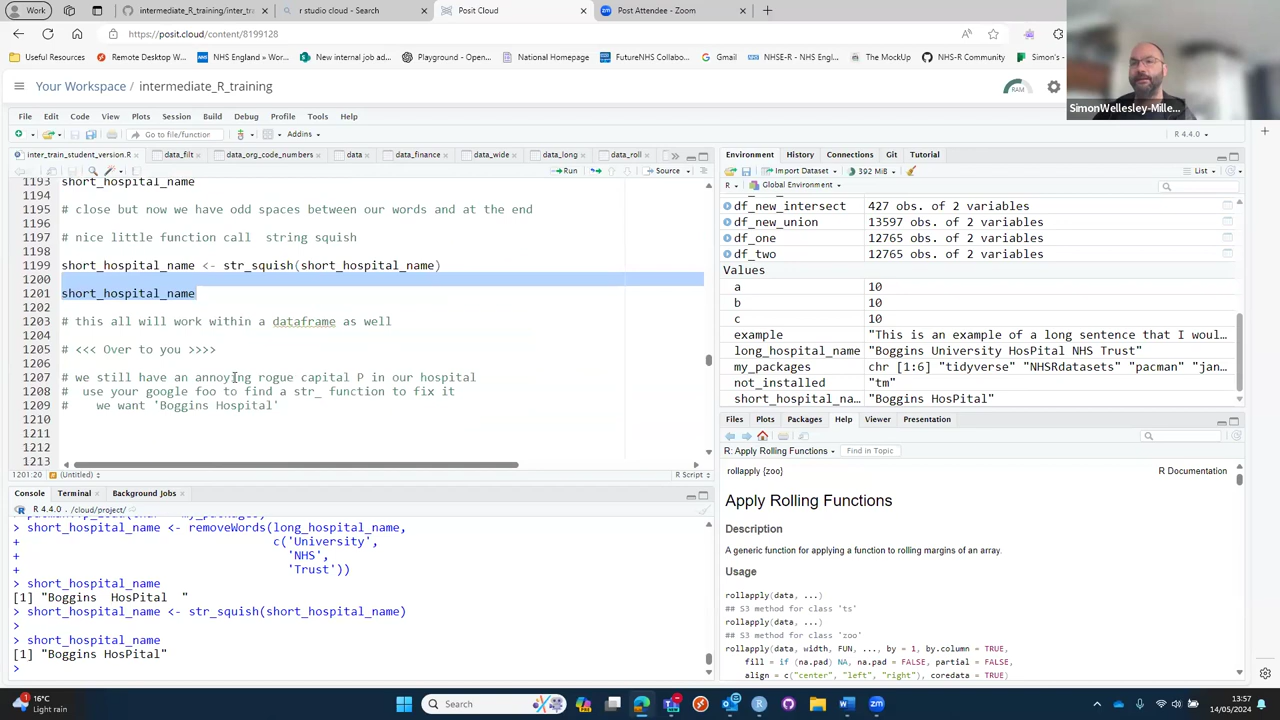 intermediate_R_training/inter_tra
r studio cloud - Search
Posit Cloud
Post Attendee - Zoom
https://posit.cloud/content/8199128
Useful Resources
Remote Desktop W...
NHS England » Wor...
New internal job ad...
Playground - Open...
National Homepage
FutureNHS Collabo...
Gmail
NHSE-R - NHS Engl...
The MockUp
NHS-R Community
Simon's
Your Workspace / intermediate_R_training
RAM
SimonWellesley-Mille...
File Edit Code View Plots Session Build Debug Profile Tools Help
Go to file/function
Addins
R 4.4.0
inter_train_student_version.R
data_filt
data_org_code_numbers
data
data_finance
data_wide
data_long
data_roll
Run
Source
1193 short_hospital_name
1194
1195 # close but now we have odd spaces between our words and at the end
1196
1197 # nice little function call string squish
1198
1199 short_hospital_name <- str_squish(short_hospital_name)
1200
1201 short_hospital_name
1202
1203 # this all will work within a dataframe as well
1204
1205 # <<< Over to you >>>>
1206
1207 # we still have an annoying rogue capital P in our hospital
1208 # use your google foo to find a str_ function to fix it
1209 # we want 'Boggins Hospital'
1210
1211
1212
1213
1201:20 (Untitled) R Script
Console Terminal Background Jobs
R 4.4.0 . /cloud/project/
> short_hospital_name <- removeWords(long_hospital_name,
+ c('University',
+ 'NHS',
+ 'Trust'))
> short_hospital_name
[1] "Boggins  HosPital  "
> short_hospital_name <- str_squish(short_hospital_name)
>
> short_hospital_name
[1] "Boggins HosPital"
>
Environment History Connections Git Tutorial
Import Dataset 392 MiB List
R Global Environment
df_new_intersect 427 obs. of 2 variables
df_new_union 13597 obs. of 2 variables
df_one 12765 obs. of 2 variables
df_two 12765 obs. of 2 variables
Values
a 10
b 10
c 10
example "This is an example of a long sentence that I woul...
long_hospital_name "Boggins University HosPital NHS Trust"
my_packages chr [1:6] "tidyverse" "NHSRdatasets" "pacman" "jan...
not_installed "tm"
short_hospital_na... "Boggins HosPital"
Files Plots Packages Help Viewer Presentation
R: Apply Rolling Functions Find in Topic
rollapply {zoo} R Documentation
Apply Rolling Functions
Description
A generic function for applying a function to rolling margins of an array.
Usage
rollapply(data, ...)
## S3 method for class 'ts'
rollapply(data, ...)
## S3 method for class 'zoo'
rollapply(data, width, FUN, ..., by = 1, by.column = TRUE,
fill = if (na.pad) NA, na.pad = FALSE, partial = FALSE,
align = c("center", "left", "right"), coredata = TRUE)
16°C
Light rain
Search
13:57
14/05/2024